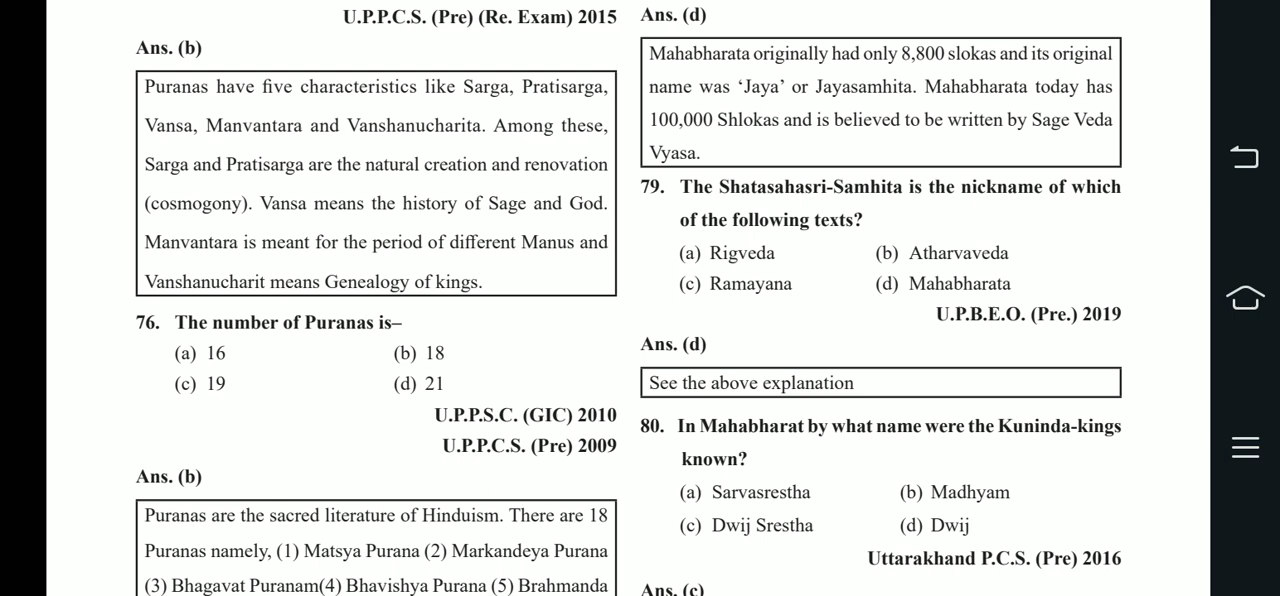 U.P.P.C.S. (Pre) (Re. Exam) 2015
Ans. (b)
Puranas have five characteristics like Sarga, Pratisarga,
Vansa, Manvantara and Vanshanucharita. Among these,
Sarga and Pratisarga are the natural creation and renovation
(cosmogony). Vansa means the history of Sage and God.
Manvantara is meant for the period of different Manus and
Vanshanucharit means Genealogy of kings.
76. The number of Puranas is–
(a) 16 (b) 18
(c) 19 (d) 21
U.P.P.S.C. (GIC) 2010
U.P.P.C.S. (Pre) 2009
Ans. (b)
Puranas are the sacred literature of Hinduism. There are 18
Puranas namely, (1) Matsya Purana (2) Markandeya Purana
(3) Bhagavat Puranam(4) Bhavishya Purana (5) Brahmanda
Ans. (d)
Mahabharata originally had only 8,800 slokas and its original
name was ‘Jaya’ or Jayasamhita. Mahabharata today has
100,000 Shlokas and is believed to be written by Sage Veda
Vyasa.
79. The Shatasahasri-Samhita is the nickname of which
of the following texts?
(a) Rigveda (b) Atharvaveda
(c) Ramayana (d) Mahabharata
U.P.B.E.O. (Pre.) 2019
Ans. (d)
See the above explanation
80. In Mahabharat by what name were the Kuninda-kings
known?
(a) Sarvasrestha (b) Madhyam
(c) Dwij Srestha (d) Dwij
Uttarakhand P.C.S. (Pre) 2016
Ans. (c)